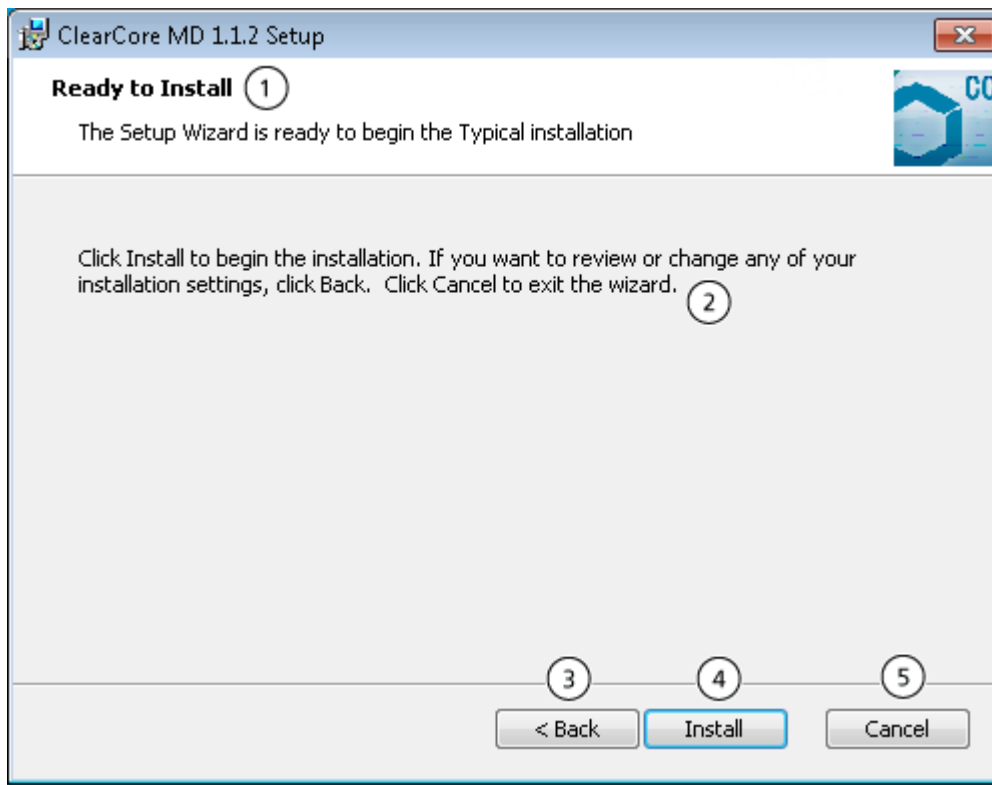 ClearCore MD 1.1.2 Setup
Ready to Install 1
CO
The Setup Wizard is ready to begin the Typical installation
Click Install to begin the installation. If you want to review or change any of your
installation settings, click Back. Click Cancel to exit the wizard.
2
3 4 5
< Back Install Cancel